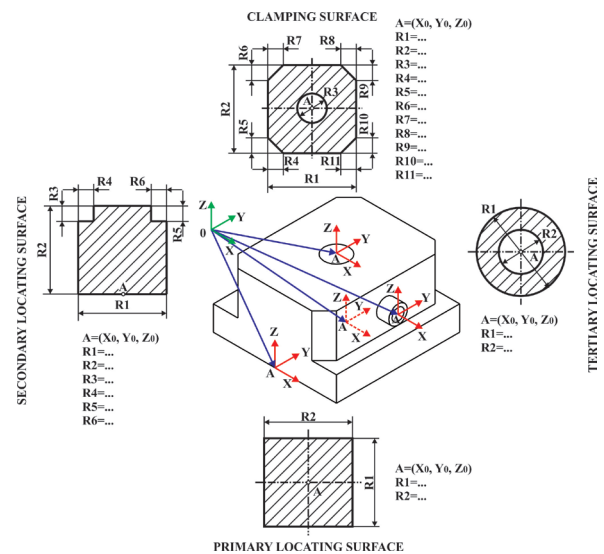 CLAMPING SURFACE
R7 R8
R6
R2
R5
A
R3
R9
R10
R4 R11
R1
A=(X0, Y0, Z0)
R1=...
R2=...
R3=...
R4=...
R5=...
R6=...
R7=...
R8=...
R9=...
R10=...
R11=...
SECONDARY LOCATING SURFACE
R4 R6
R3
R2
R5
A
R1
A=(X0, Y0, Z0)
R1=...
R2=...
R3=...
R4=...
R5=...
R6=...
Z
Y
X
0
Z
Y
A
X
Z
Y
A
X
Z
Y
A
X
Z
Y
A
X
TERTIARY LOCATING SURFACE
R1
R2
A
A=(X0, Y0, Z0)
R1=...
R2=...
R2
R1
A
A=(X0, Y0, Z0)
R1=...
R2=...
PRIMARY LOCATING SURFACE